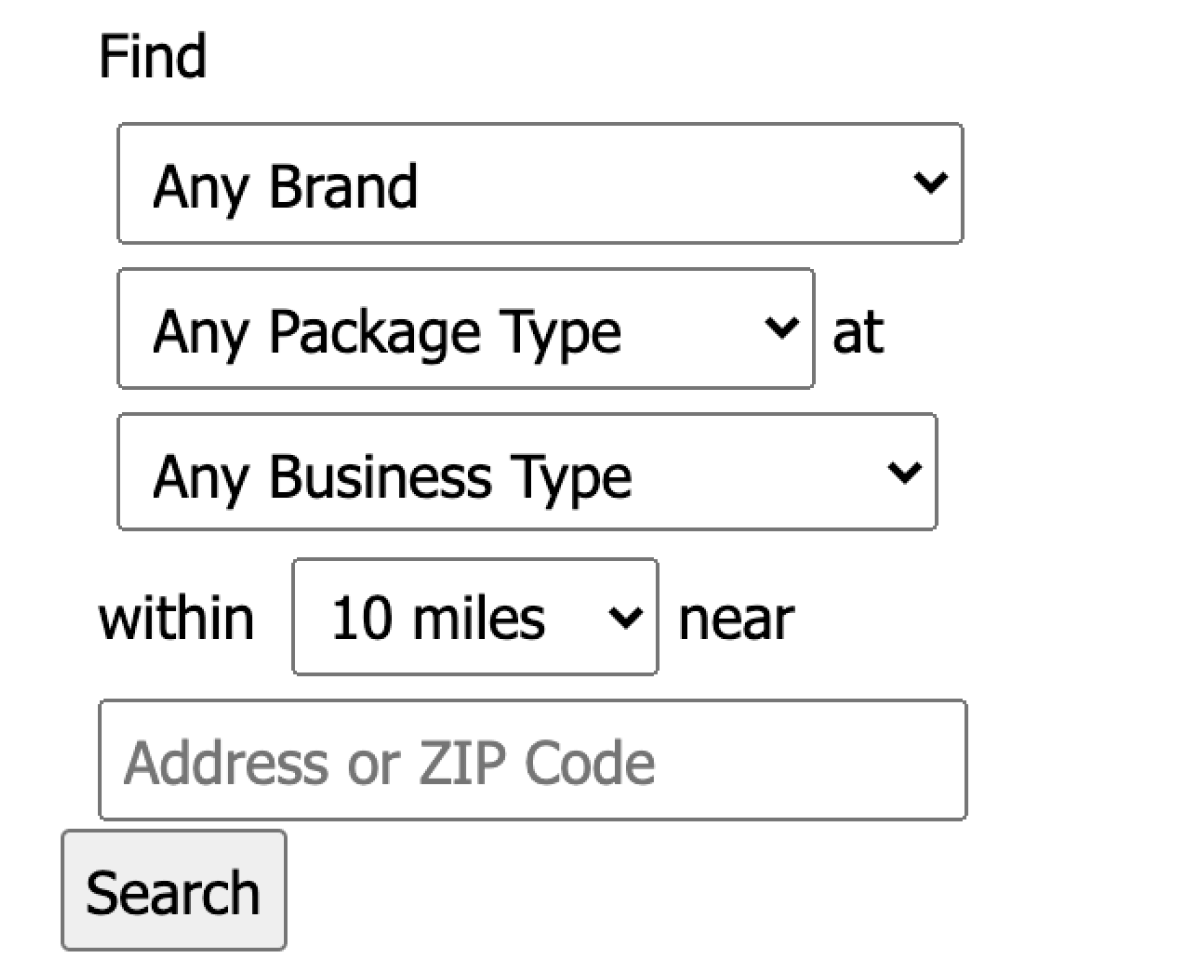 Find
Any Brand
Any Package Type at
Any Business Type
within 10 miles near
Address or ZIP Code
Search